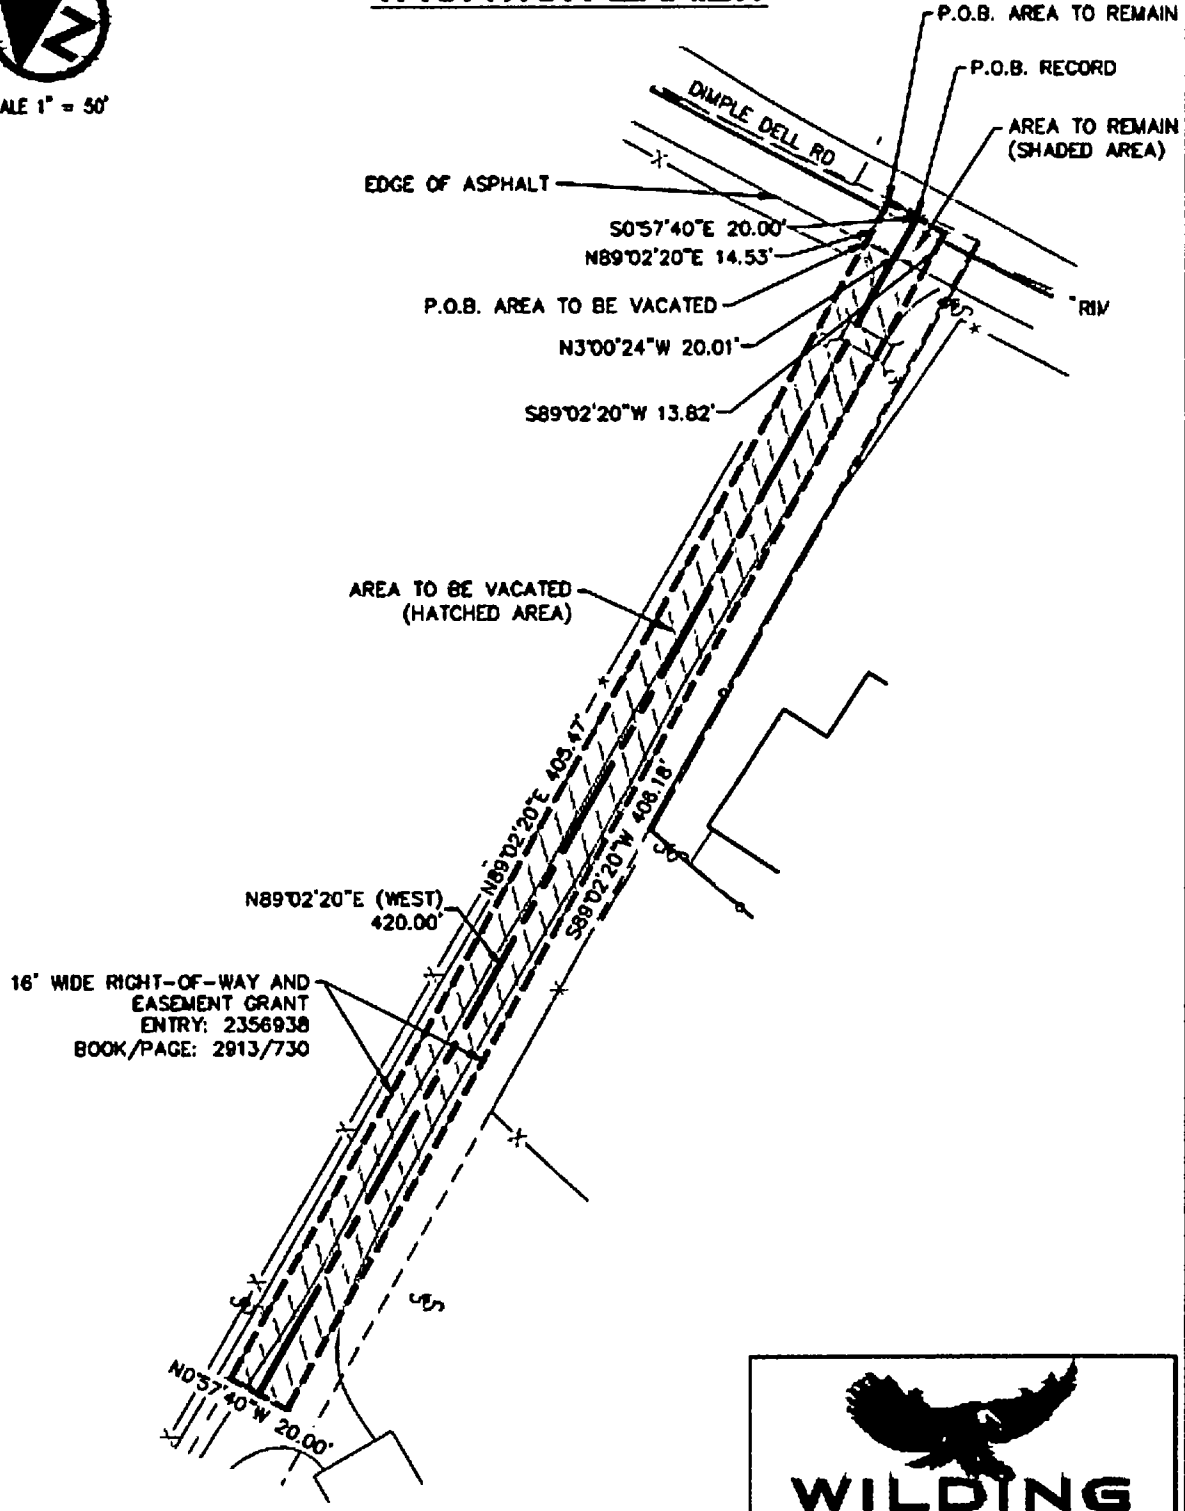 ALE 1" = 50'
P.O.B. AREA TO REMAIN
P.O.B. RECORD
AREA TO REMAIN
(SHADED AREA)
DIMPLE DELL RD
EDGE OF ASPHALT
S0°57'40"E 20.00'
N89°02'20"E 14.53'
P.O.B. AREA TO BE VACATED
N3°00'24"W 20.01'
S89°02'20"W 13.82'
AREA TO BE VACATED
(HATCHED AREA)
N89°02'20"E 405.47'
S89°02'20"W 406.18'
N89°02'20"E (WEST)
420.00'
16' WIDE RIGHT-OF-WAY AND
EASEMENT GRANT
ENTRY: 2356938
BOOK/PAGE: 2913/730
N0°57'40"W 20.00'
WILDING